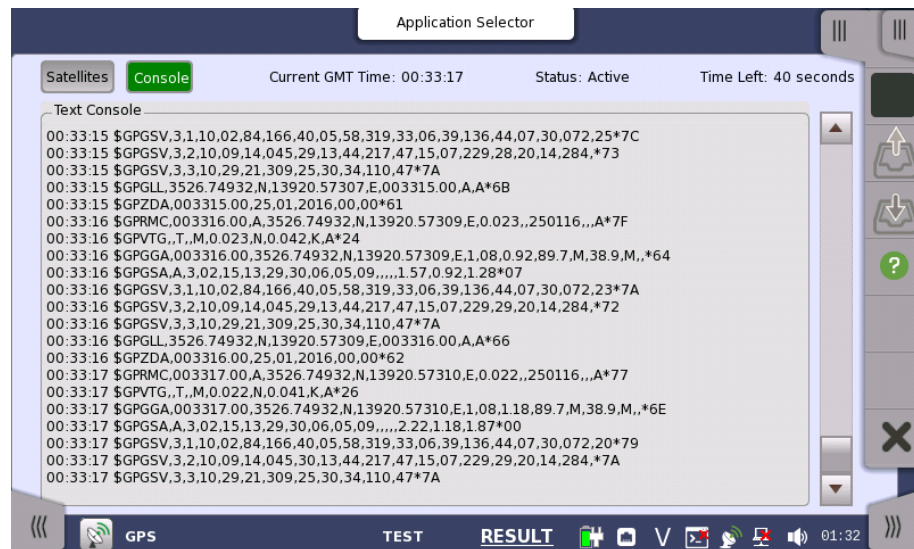 Application Selector
Satellites Console Current GMT Time: 00:33:17 Status: Active Time Left: 40 seconds
Text Console
00:33:15 $GPGSV,3,1,10,02,84,166,40,05,58,319,33,06,39,136,44,07,30,072,25*7C
00:33:15 $GPGSV,3,2,10,09,14,045,29,13,44,217,47,15,07,229,28,20,14,284,*73
00:33:15 $GPGSV,3,3,10,29,21,309,25,30,34,110,47*7A
00:33:15 $GPGLL,3526.74932,N,13920.57307,E,003315.00,A,A*6B
00:33:15 $GPZDA,003315.00,25,01,2016,00,00*61
00:33:16 $GPRMC,003316.00,A,3526.74932,N,13920.57309,E,0.023,,250116,,,A*7F
00:33:16 $GPVTG,,T,,M,0.023,N,0.042,K,A*24
00:33:16 $GPGGA,003316.00,3526.74932,N,13920.57309,E,1,08,0.92,89.7,M,38.9,M,,*64
00:33:16 $GPGSA,A,3,02,15,13,29,30,06,05,09,,,,,1.57,0.92,1.28*07
00:33:16 $GPGSV,3,1,10,02,84,166,40,05,58,319,33,06,39,136,44,07,30,072,23*7A
00:33:16 $GPGSV,3,2,10,09,14,045,29,13,44,217,47,15,07,229,29,20,14,284,*72
00:33:16 $GPGSV,3,3,10,29,21,309,25,30,34,110,47*7A
00:33:16 $GPGLL,3526.74932,N,13920.57309,E,003316.00,A,A*66
00:33:16 $GPZDA,003316.00,25,01,2016,00,00*62
00:33:17 $GPRMC,003317.00,A,3526.74932,N,13920.57310,E,0.022,,250116,,,A*77
00:33:17 $GPVTG,,T,,M,0.022,N,0.041,K,A*26
00:33:17 $GPGGA,003317.00,3526.74932,N,13920.57310,E,1,08,1.18,89.7,M,38.9,M,,*6E
00:33:17 $GPGSA,A,3,02,15,13,29,30,06,05,09,,,,,2.22,1.18,1.87*00
00:33:17 $GPGSV,3,1,10,02,84,166,40,05,58,319,33,06,39,136,44,07,30,072,20*79
00:33:17 $GPGSV,3,2,10,09,14,045,30,13,44,217,47,15,07,229,29,20,14,284,*7A
00:33:17 $GPGSV,3,3,10,29,21,309,25,30,34,110,47*7A
GPS TEST RESULT V 01:32